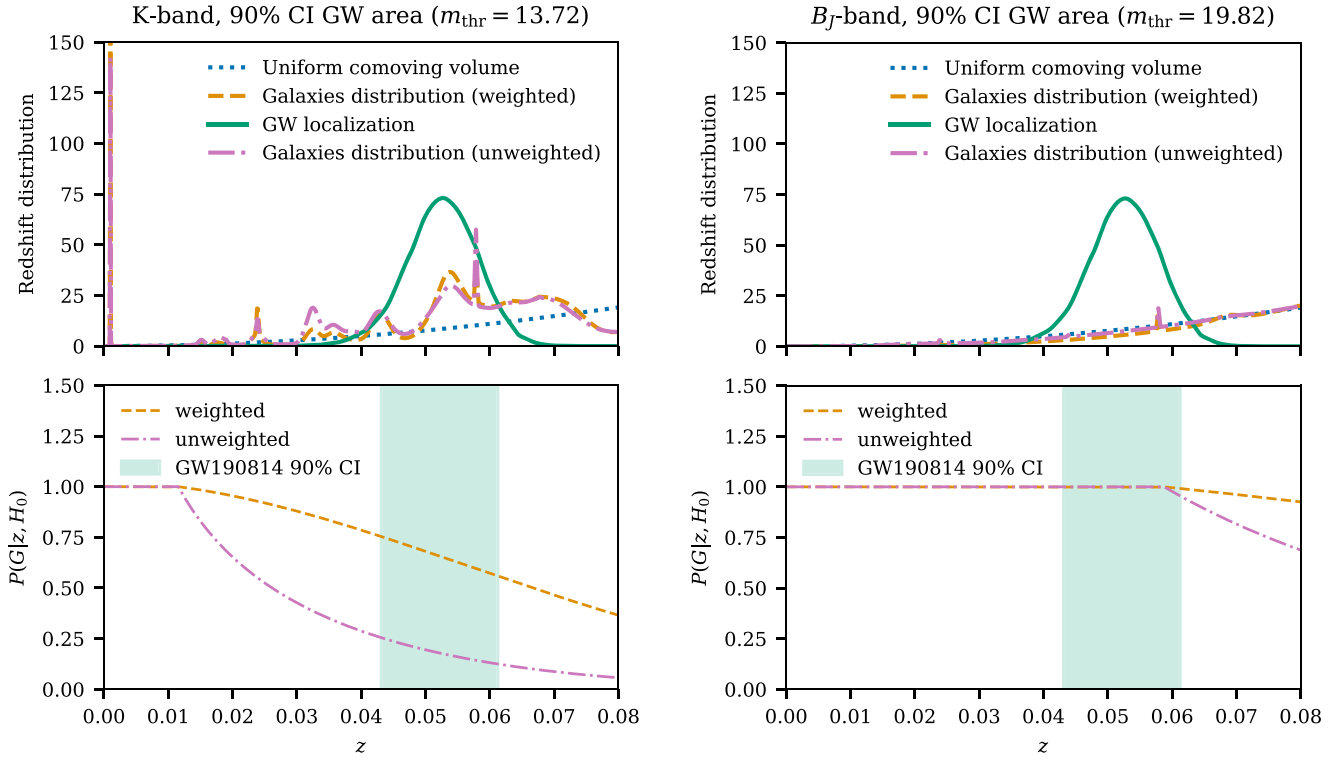 K-band, 90% CI GW area (m_thr = 13.72)
150
125
100
75
50
25
0
Redshift distribution
Uniform comoving volume
Galaxies distribution (weighted)
GW localization
Galaxies distribution (unweighted)
B_J-band, 90% CI GW area (m_thr = 19.82)
150
125
100
75
50
25
0
Redshift distribution
Uniform comoving volume
Galaxies distribution (weighted)
GW localization
Galaxies distribution (unweighted)
1.50
1.25
1.00
0.75
0.50
0.25
0.00
P(G|z, H_0)
weighted
unweighted
GW190814 90% CI
0.00 0.01 0.02 0.03 0.04 0.05 0.06 0.07 0.08
z
1.50
1.25
1.00
0.75
0.50
0.25
0.00
P(G|z, H_0)
weighted
unweighted
GW190814 90% CI
0.00 0.01 0.02 0.03 0.04 0.05 0.06 0.07 0.08
z